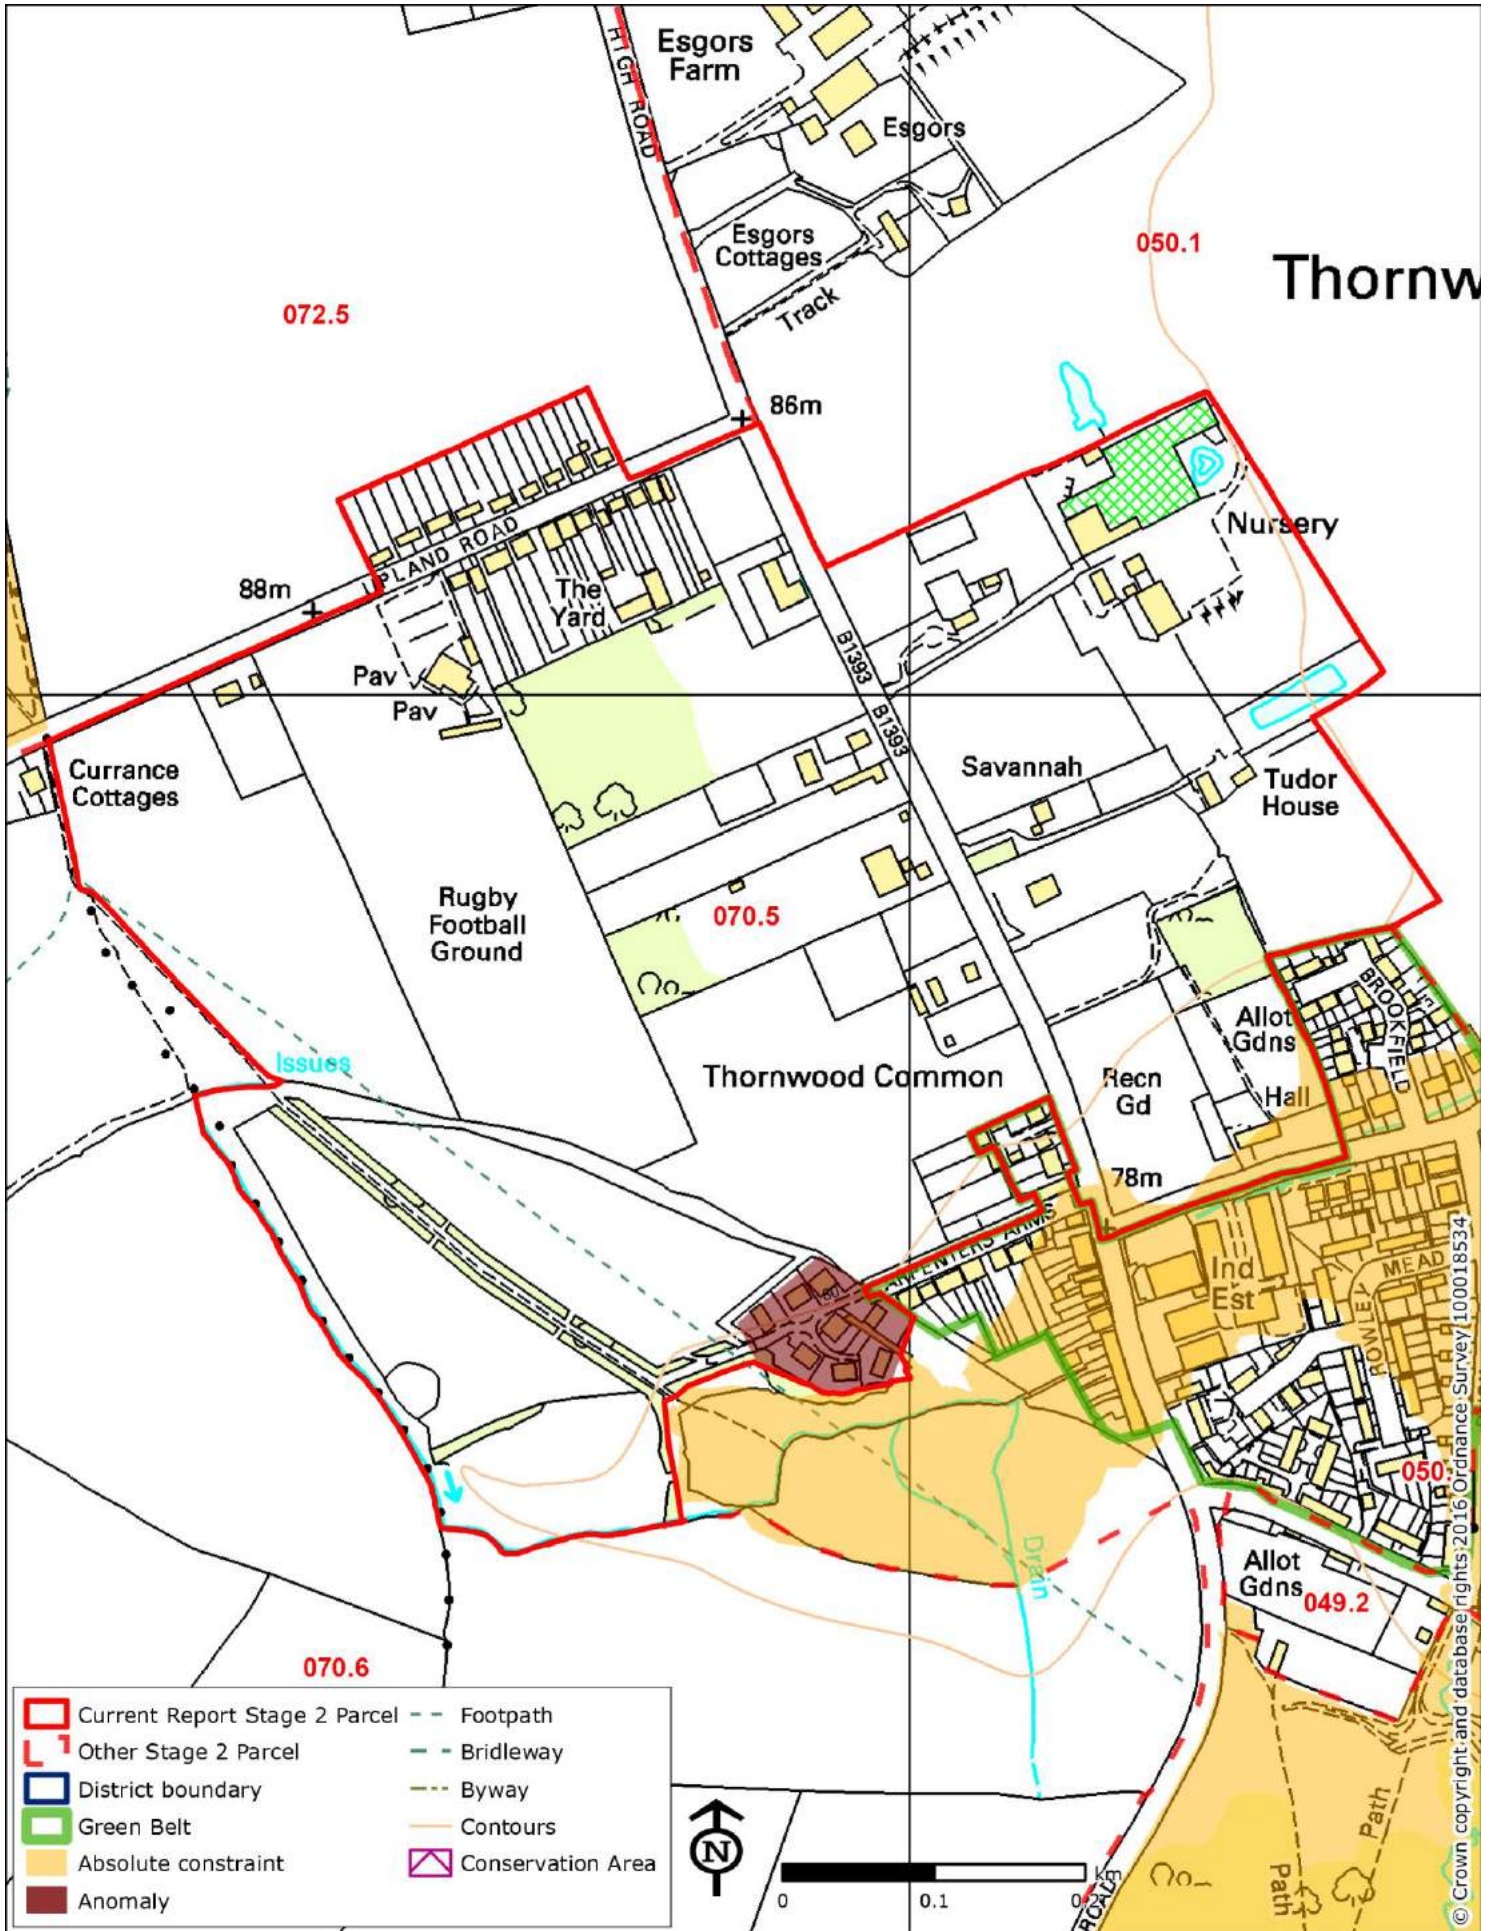 HIGH ROAD
Esgors
Farm
Esgors
050.1
Esgors
Cottages
Thornw
Track
072.5
86m
Nursery
PLAND ROAD
88m
The
Yard
B1393
Pav
Pav
B1393
Currance
Cottages
Savannah
Tudor
House
Rugby
Football
Ground
070.5
BROOKFIELD
Allot
Gdns
Issues
Thornwood Common
Recn
Gd
Hall
78m
ARPENTERS ARMS
Ind
Est
MEAD
ROWLEY
80
050.
Drain
Allot
Gdns
049.2
070.6
Current Report Stage 2 Parcel
Other Stage 2 Parcel
District boundary
Green Belt
Absolute constraint
Anomaly
Footpath
Bridleway
Byway
Contours
Conservation Area
N
km
0
0.1
0.2
ROAD
Path
Path
© Crown copyright and database rights 2016 Ordnance Survey 100018534